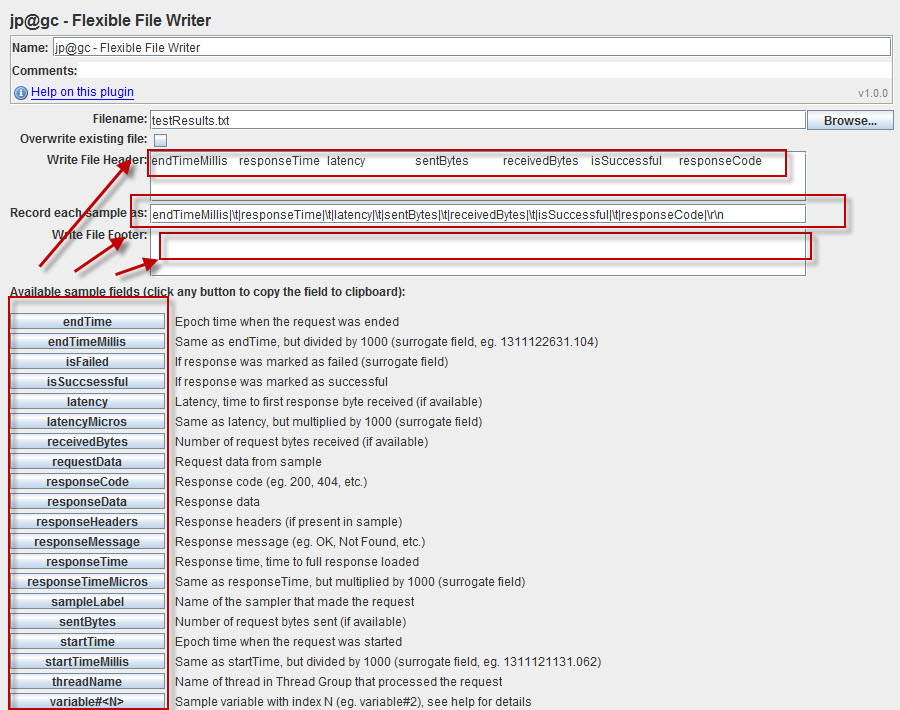 jp@gc - Flexible File Writer
Name: jp@gc - Flexible File Writer
Comments:
Help on this plugin v1.0.0
Filename: testResults.txt Browse...
Overwrite existing file:
Write File Header: endTimeMillis responseTime latency sentBytes receivedBytes isSuccessful responseCode
Record each sample as: endTimeMillis|\t|responseTime|\t|latency|\t|sentBytes|\t|receivedBytes|\t|isSuccessful|\t|responseCode|\r\n
Write File Footer:
Available sample fields (click any button to copy the field to clipboard):
endTime Epoch time when the request was ended
endTimeMillis Same as endTime, but divided by 1000 (surrogate field, eg. 1311122631.104)
isFailed If response was marked as failed (surrogate field)
isSuccsessful If response was marked as successful
latency Latency, time to first response byte received (if available)
latencyMicros Same as latency, but multiplied by 1000 (surrogate field)
receivedBytes Number of request bytes received (if available)
requestData Request data from sample
responseCode Response code (eg. 200, 404, etc.)
responseData Response data
responseHeaders Response headers (if present in sample)
responseMessage Response message (eg. OK, Not Found, etc.)
responseTime Response time, time to full response loaded
responseTimeMicros Same as responseTime, but multiplied by 1000 (surrogate field)
sampleLabel Name of the sampler that made the request
sentBytes Number of request bytes sent (if available)
startTime Epoch time when the request was started
startTimeMillis Same as startTime, but divided by 1000 (surrogate field, eg. 1311121131.062)
threadName Name of thread in Thread Group that processed the request
variable#<N> Sample variable with index N (eg. variable#2), see help for details